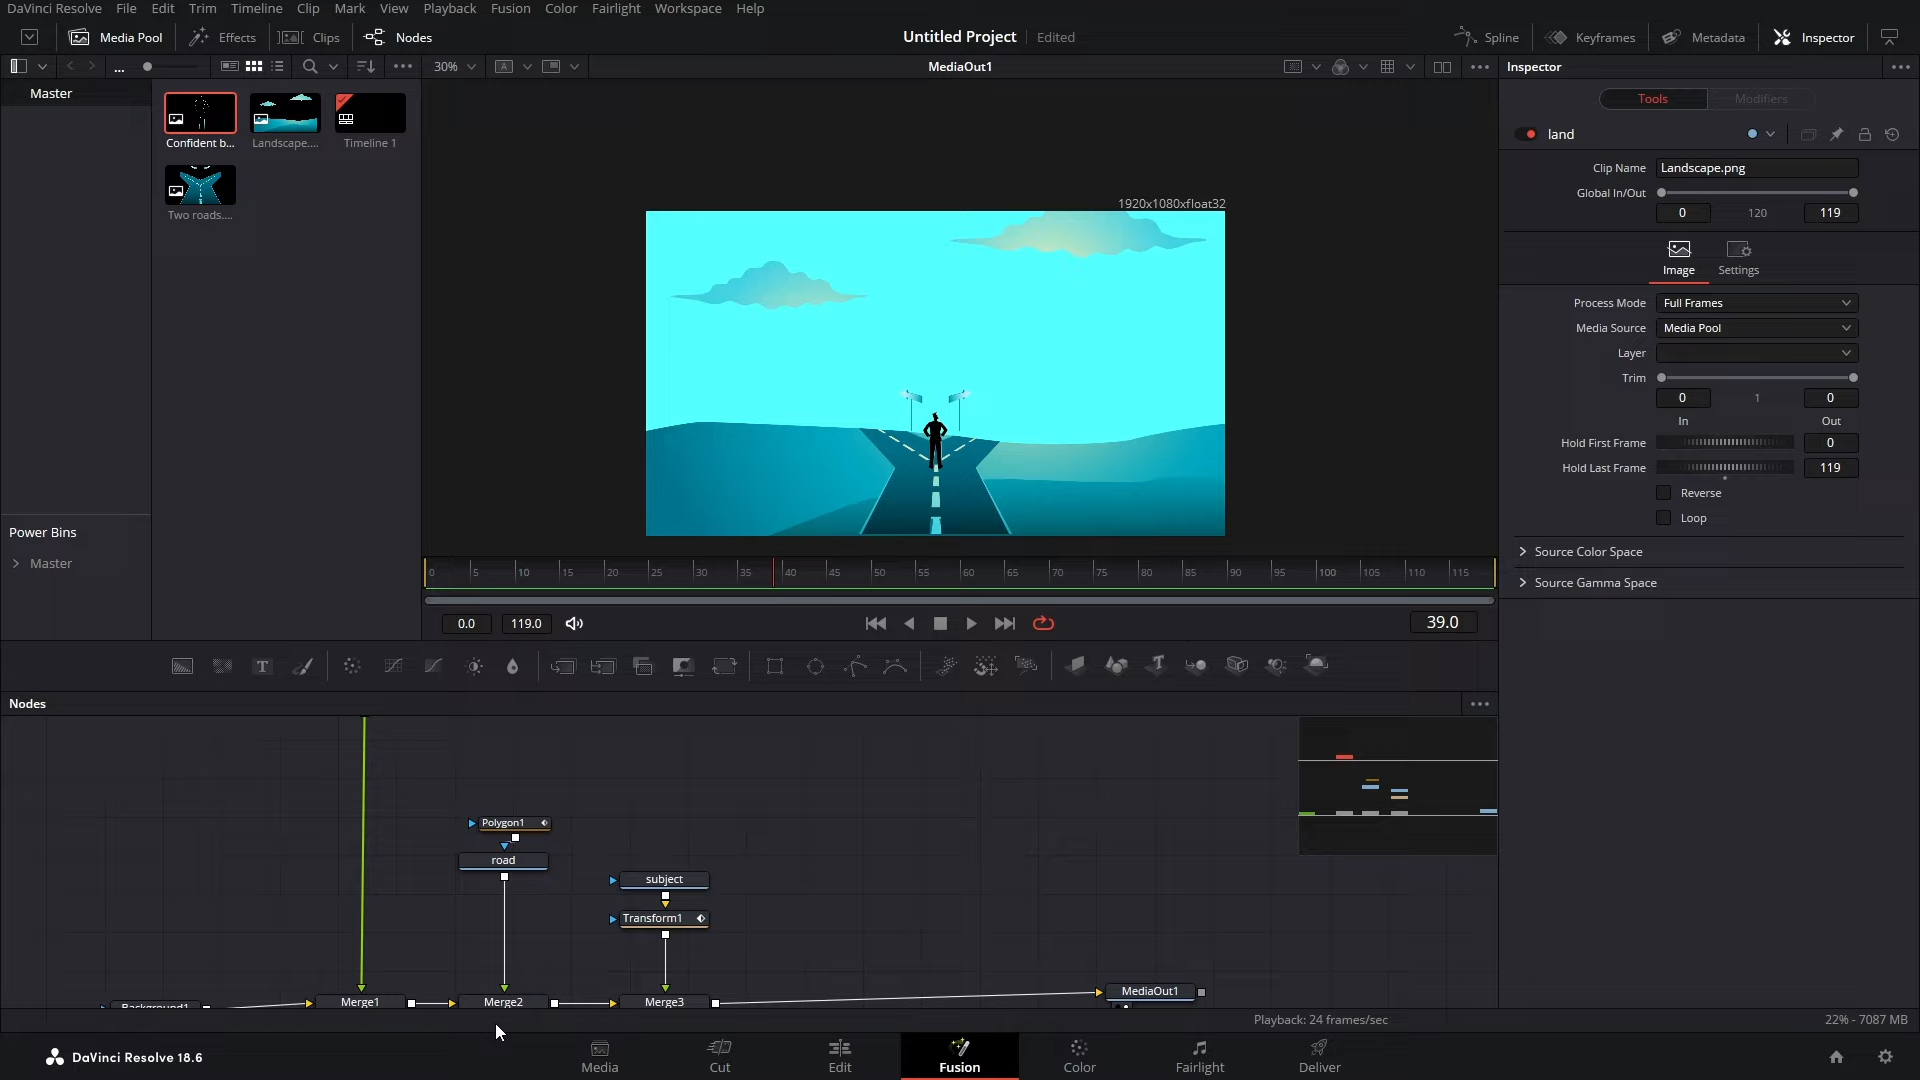 DaVinci Resolve File Edit Trim Timeline Clip Mark View Playback Fusion Color Fairlight Workspace Help
Media Pool Effects Clips Nodes
Untitled Project Edited
Spline Keyframes Metadata Inspector
... 30% A MediaOut1 Inspector
Master
Confident b...
Landscape....
Timeline 1
Two roads....
Power Bins
Master
1920x1080xfloat32
0 5 10 15 20 25 30 35 40 45 50 55 60 65 70 75 80 85 90 95 100 105 110 115
0.0 119.0 39.0
Tools Modifiers
land
Clip Name Landscape.png
Global In/Out
0 120 119
Image Settings
Process Mode Full Frames
Media Source Media Pool
Layer
Trim
0 1 0
In Out
Hold First Frame 0
Hold Last Frame 119
Reverse
Loop
Source Color Space
Source Gamma Space
T T
Nodes
Polygon1
road
subject
Transform1
Background1 Merge1 Merge2 Merge3 MediaOut1
Playback: 24 frames/sec 22% - 7087 MB
DaVinci Resolve 18.6
Media Cut Edit Fusion Color Fairlight Deliver